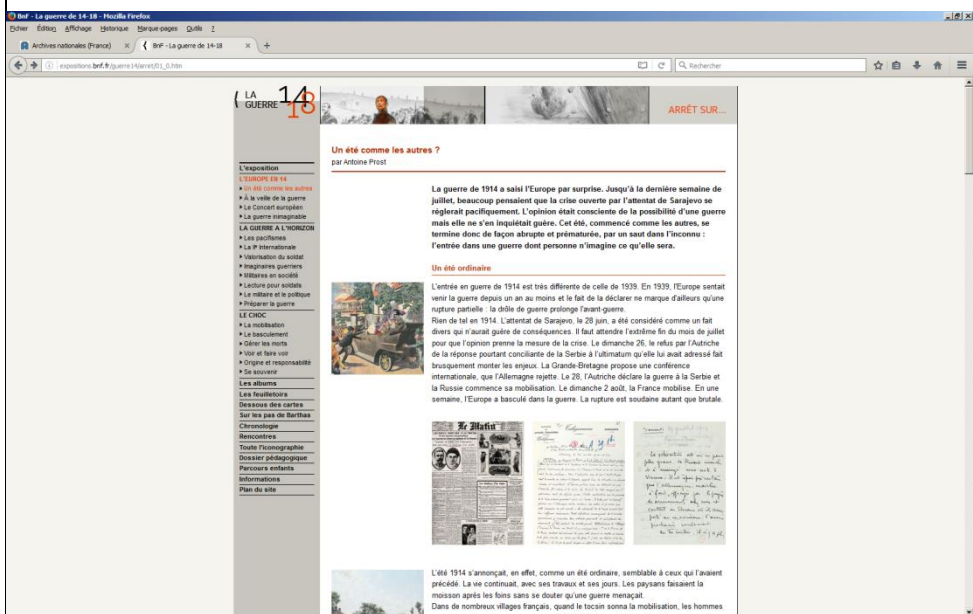 BnF - La guerre de 14-18 - Mozilla Firefox
Fichier Édition Affichage Historique Marque-pages Outils ?
Archives nationales (France)
BnF - La guerre de 14-18
expositions.bnf.fr/guerre14/arret/01_0.htm
Rechercher
LA GUERRE 14 18
ARRÊT SUR...
L'exposition
L'EUROPE EN 14
Un été comme les autres
À la veille de la guerre
Le Concert européen
La guerre inimaginable
LA GUERRE A L'HORIZON
Les pacifismes
La IIe Internationale
Valorisation du soldat
Imaginaires guerriers
Militaires en société
Lecture pour soldats
Le militaire et le politique
Préparer la guerre
LE CHOC
La mobilisation
Le basculement
Gérer les morts
Voir et faire voir
Origine et responsabilité
Se souvenir
Les albums
Les feuilletoirs
Dessous des cartes
Sur les pas de Barthas
Chronologie
Rencontres
Toute l'iconographie
Dossier pédagogique
Parcours enfants
Informations
Plan du site
Un été comme les autres ?
par Antoine Prost
La guerre de 1914 a saisi l'Europe par surprise. Jusqu'à la dernière semaine de
juillet, beaucoup pensaient que la crise ouverte par l'attentat de Sarajevo se
réglerait pacifiquement. L'opinion était consciente de la possibilité d'une guerre
mais elle ne s'en inquiétait guère. Cet été, commencé comme les autres, se
termine donc de façon abrupte et prématurée, par un saut dans l'inconnu :
l'entrée dans une guerre dont personne n'imagine ce qu'elle sera.
Un été ordinaire
L'entrée en guerre de 1914 est très différente de celle de 1939. En 1939, l'Europe sentait
venir la guerre depuis un an au moins et le fait de la déclarer ne marque d'ailleurs qu'une
rupture partielle : la drôle de guerre prolonge l'avant-guerre.
Rien de tel en 1914. L'attentat de Sarajevo, le 28 juin, a été considéré comme un fait
divers qui n'aurait guère de conséquences. Il faut attendre l'extrême fin du mois de juillet
pour que l'opinion prenne la mesure de la crise. Le dimanche 26, le refus par l'Autriche
de la réponse pourtant conciliante de la Serbie à l'ultimatum qu'elle lui avait adressé fait
brusquement monter les enjeux. La Grande-Bretagne propose une conférence
internationale, que l'Allemagne rejette. Le 28, l'Autriche déclare la guerre à la Serbie et
la Russie commence sa mobilisation. Le dimanche 2 août, la France mobilise. En une
semaine, l'Europe a basculé dans la guerre. La rupture est soudaine autant que brutale.
Le Matin
L'été 1914 s'annonçait, en effet, comme un été ordinaire, semblable à ceux qui l'avaient
précédé. La vie continuait, avec ses travaux et ses jours. Les paysans faisaient la
moisson après les foins sans se douter qu'une guerre menaçait.
Dans de nombreux villages français, quand le tocsin sonna la mobilisation, les hommes